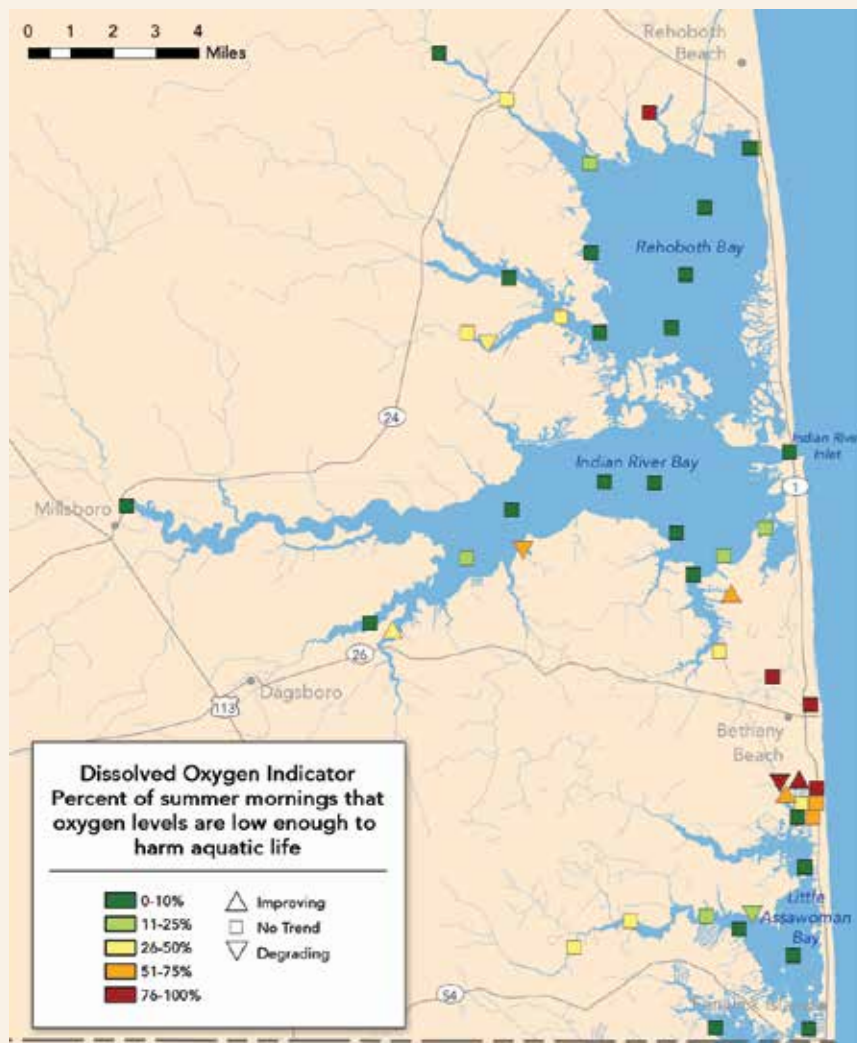 0 1 2 3 4
Miles
Rehoboth
Beach
Rehoboth Bay
24
Indian River
Inlet
Indian River Bay
1
Millsboro
26
Dagsboro
113
Bethany
Beach
Dissolved Oxygen Indicator
Percent of summer mornings that
oxygen levels are low enough to
harm aquatic life
0-10%
11-25%
26-50%
51-75%
76-100%
Improving
No Trend
Degrading
Little
Assawoman
Bay
54